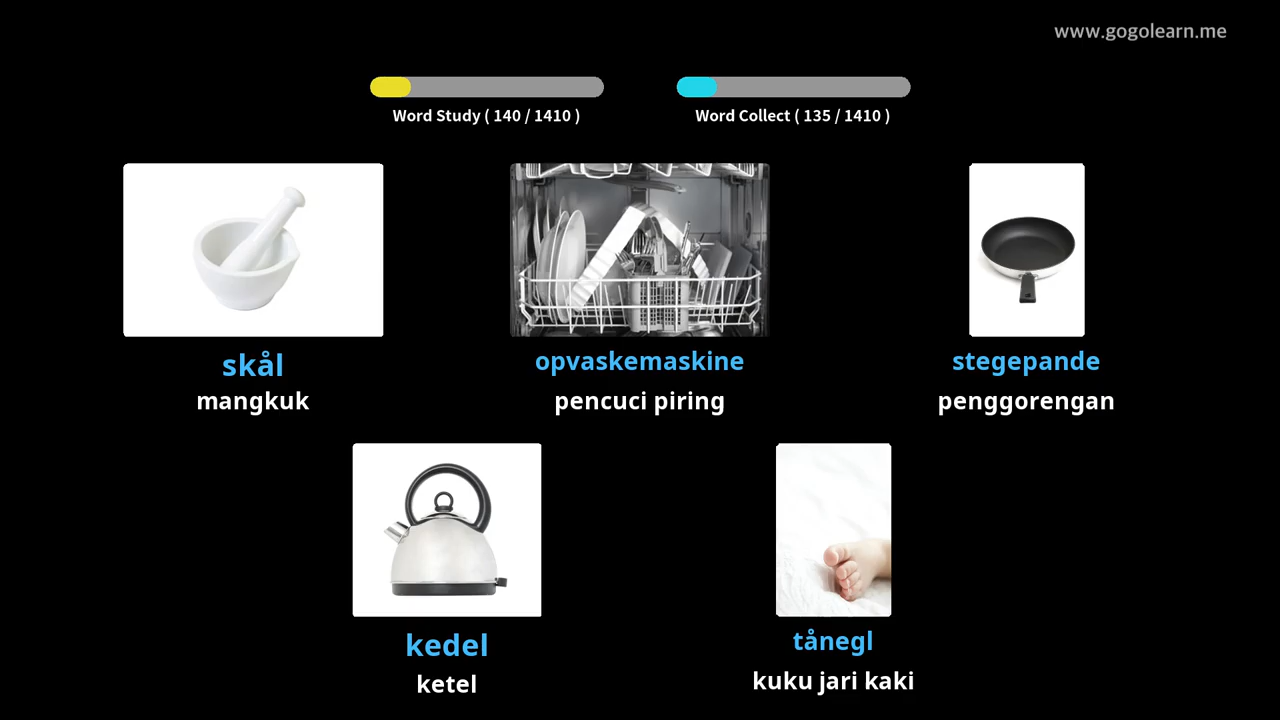 www.gogolearn.me
Word Study ( 140 / 1410 )
Word Collect ( 135 / 1410 )
skål
mangkuk
opvaskemaskine
pencuci piring
stegepande
penggorengan
kedel
ketel
tånegl
kuku jari kaki